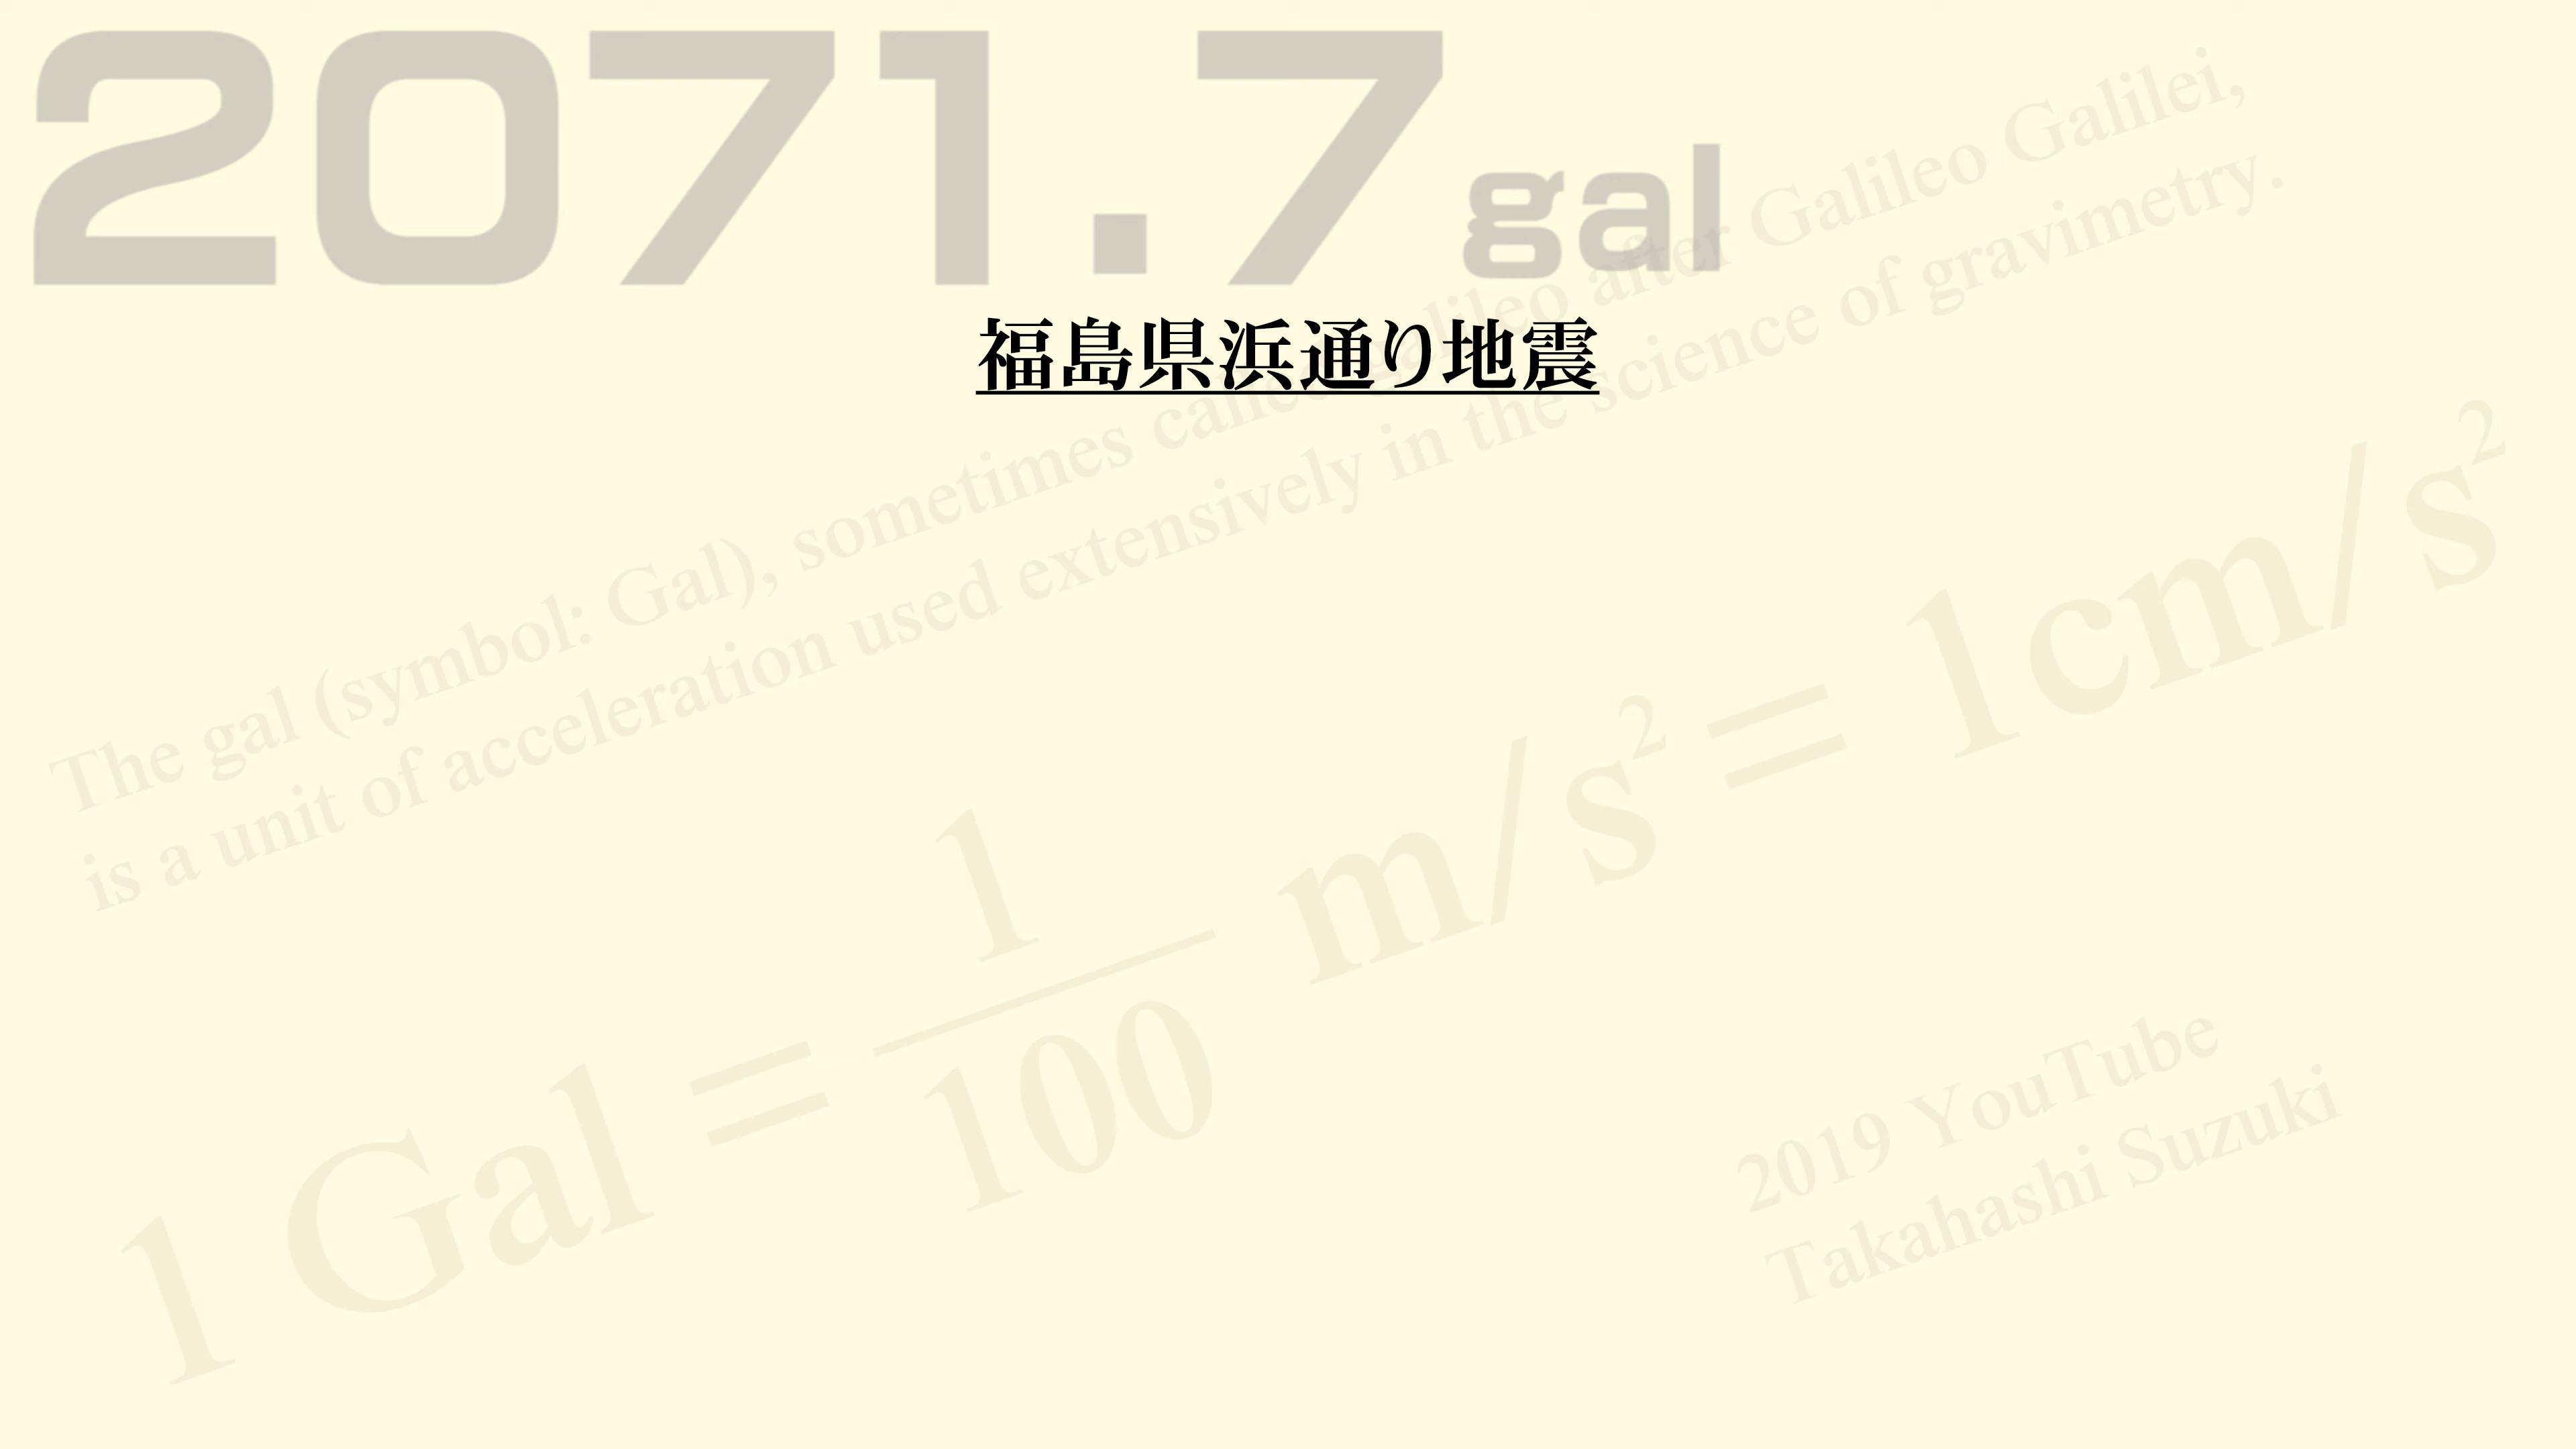 2071.7gal
福島県浜通り地震
The gal (symbol: Gal), sometimes called galileo after Galileo Galilei,
is a unit of acceleration used extensively in the science of gravimetry.
1 Gal = 1/100 m/s² = 1cm/s²
2019 YouTube
Takahashi Suzuki